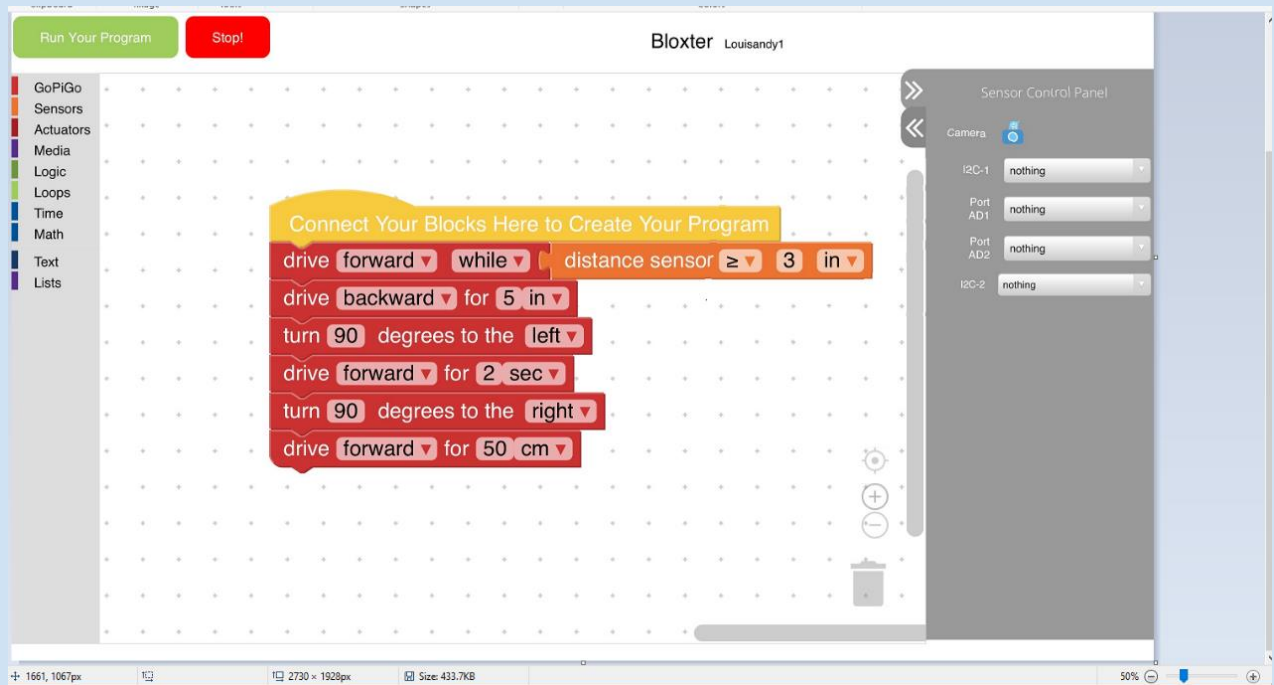 Run Your Program Stop!
Bloxter Louisandy1
GoPiGo
Sensors
Actuators
Media
Logic
Loops
Time
Math
Text
Lists
Connect Your Blocks Here to Create Your Program
drive forward while distance sensor ≥ 3 in
drive backward for 5 in
turn 90 degrees to the left
drive forward for 2 sec
turn 90 degrees to the right
drive forward for 50 cm
Sensor Control Panel
Camera
I2C-1 nothing
Port
AD1 nothing
Port
AD2 nothing
I2C-2 nothing
1661, 1067px 2730 × 1928px Size: 433.7KB 50%